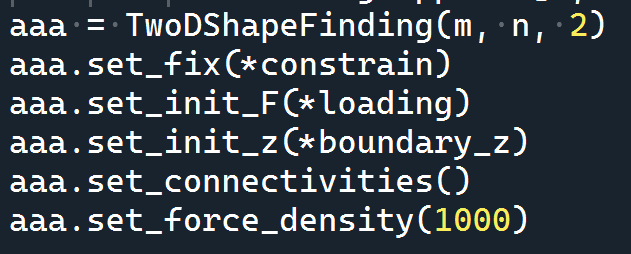 aaa = TwoDShapeFinding(m, n, 2)
aaa.set_fix(*constrain)
aaa.set_init_F(*loading)
aaa.set_init_z(*boundary_z)
aaa.set_connectivities()
aaa.set_force_density(1000)